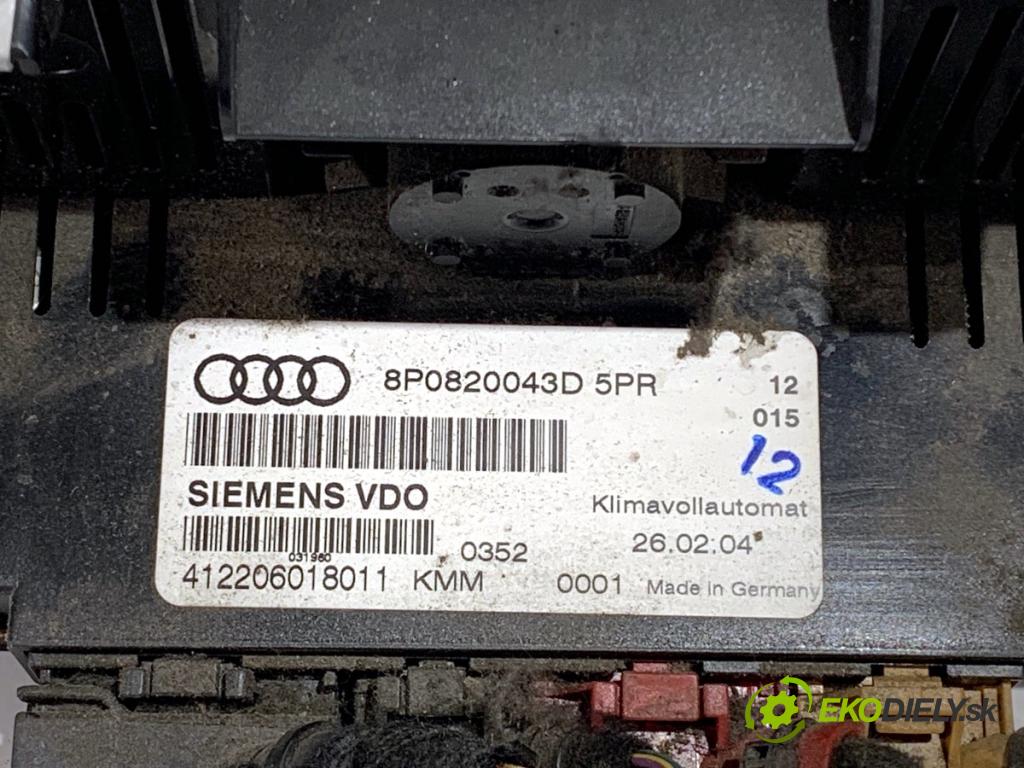 8P0820043D 5PR 12
015
12
SIEMENS VDO
Klimavollautomat
031980
0352
26.02.04
412206018011 KMM 0001 Made in Germany
EKODIELY.sk